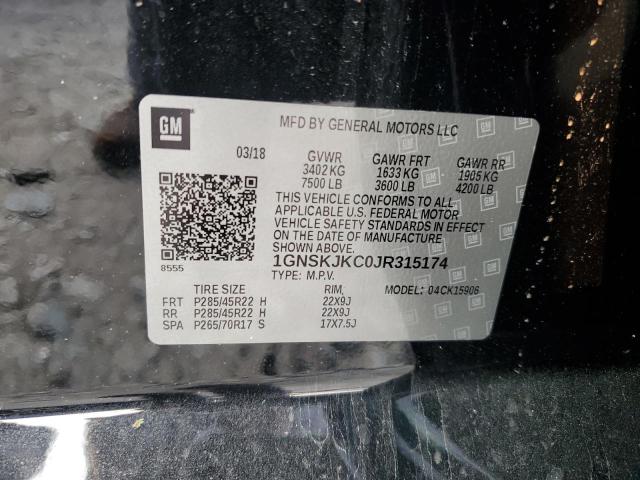 GM
MFD BY GENERAL MOTORS LLC
03/18 GVWR GAWR FRT GAWR RR
3402 KG 1633 KG 1905 KG
7500 LB 3600 LB 4200 LB
THIS VEHICLE CONFORMS TO ALL
APPLICABLE U.S. FEDERAL MOTOR
VEHICLE SAFETY STANDARDS IN EFFECT
ON THE DATE OF MANUFACTURE
SHOWN ABOVE.
8555 1GNSKJKC0JR315174
TYPE: M.P.V. MODEL: 04CK15906
TIRE SIZE RIM
FRT P285/45R22 H 22X9J
RR P285/45R22 H 22X9J
SPA P265/70R17 S 17X7.5J